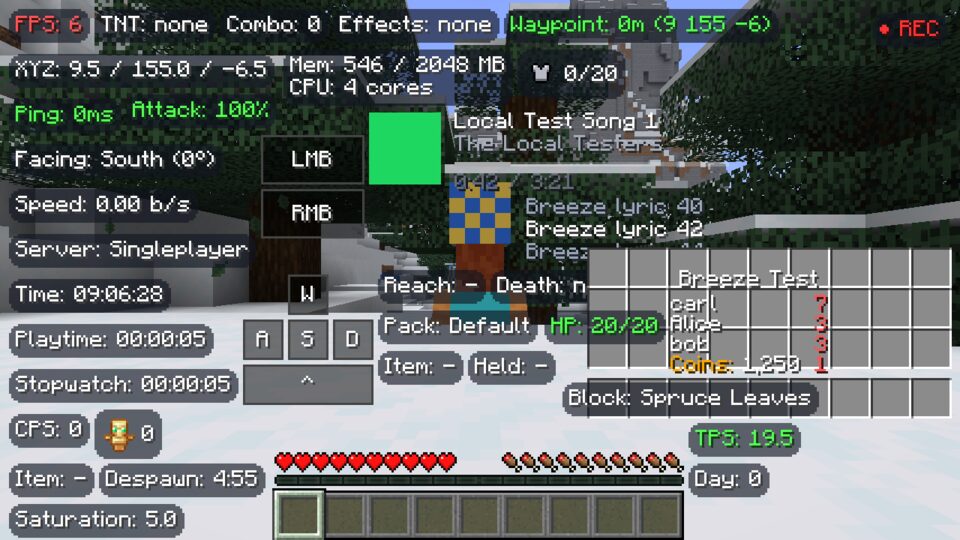 FPS: 6 TNT: none Combo: 0 Effects: none Waypoint: 0m (9 155 -6) REC
XYZ: 9.5 / 155.0 / -6.5 Mem: 546 / 2048 MB
CPU: 4 cores
0/20
Ping: 0ms Attack: 100%
Local Test Song 1
The Local Testers
Facing: South (0°) LMB
0:42 / 3:21
Speed: 0.00 b/s RMB
Breeze lyric 40
Breeze lyric 42
Breeze
Server: Singleplayer
Time: 09:06:28 W
Reach: - Death: n
Breeze Test
carl 7
Alice 3
bob 3
Coins: 1,250 1
Playtime: 00:00:05 A S D
Pack: Default HP: 20/20
Item: - Held: -
Stopwatch: 00:00:05 ^
Block: Spruce Leaves
CPS: 0 0
TPS: 19.5
Item: - Despawn: 4:55
Day: 0
Saturation: 5.0